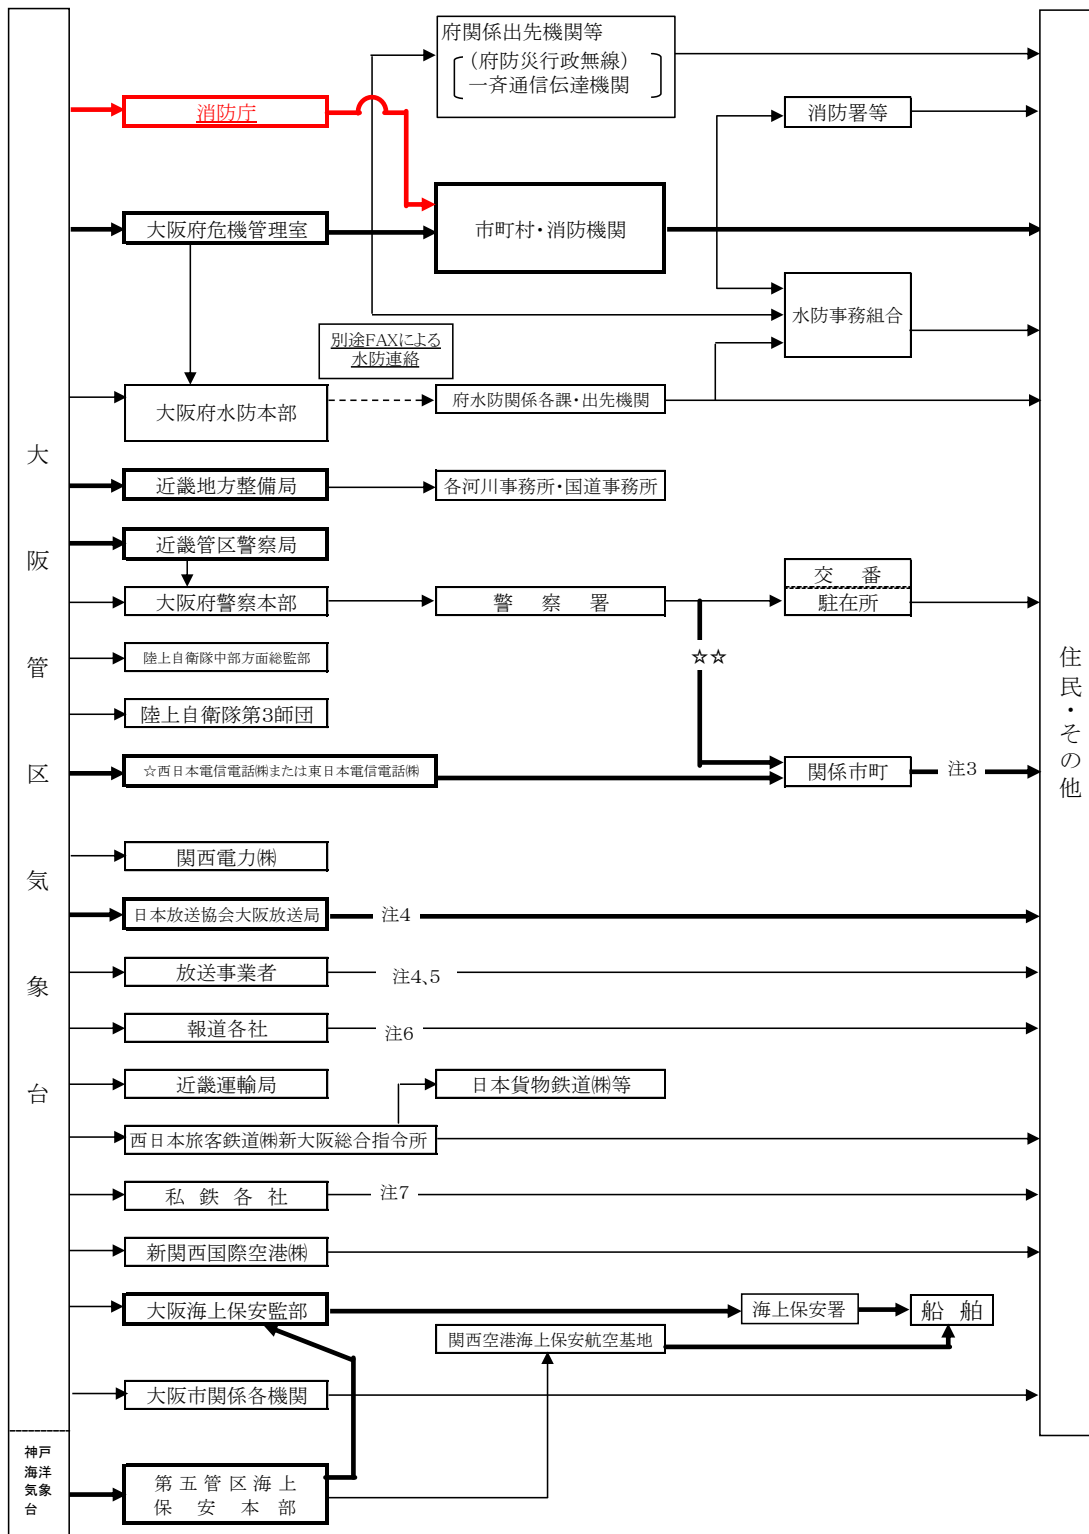 府関係出先機関等
(府防災行政無線)
一斉通信伝達機関
消防庁
消防署等
大阪府危機管理室
市町村・消防機関
水防事務組合
別途FAXによる
水防連絡
大阪府水防本部
府水防関係各課・出先機関
近畿地方整備局
各河川事務所・国道事務所
近畿管区警察局
大阪府警察本部
警 察 署
交 番
駐在所
陸上自衛隊中部方面総監部
☆☆
陸上自衛隊第3師団
☆西日本電信電話㈱または東日本電信電話㈱
関係市町
注3
関西電力㈱
日本放送協会大阪放送局
注4
放送事業者
注4、5
報道各社
注6
近畿運輸局
日本貨物鉄道㈱等
西日本旅客鉄道㈱新大阪総合指令所
私 鉄 各 社
注7
新関西国際空港㈱
大阪海上保安監部
海上保安署
船 舶
関西空港海上保安航空基地
大阪市関係各機関
第 五 管 区 海 上
保 安 本 部
大阪管区気象台
神戸
海洋
気象
台
住民・その他